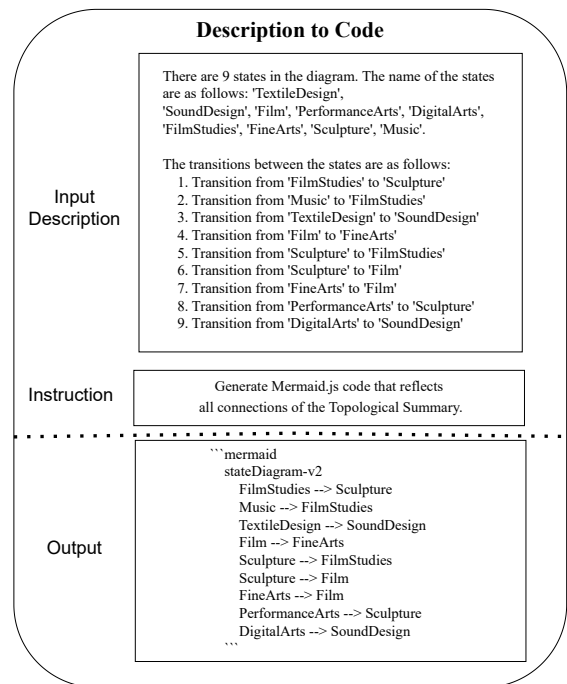 Description to Code
Input
Description
There are 9 states in the diagram. The name of the states
are as follows: 'TextileDesign',
'SoundDesign', 'Film', 'PerformanceArts', 'DigitalArts',
'FilmStudies', 'FineArts', 'Sculpture', 'Music'.
The transitions between the states are as follows:
1. Transition from 'FilmStudies' to 'Sculpture'
2. Transition from 'Music' to 'FilmStudies'
3. Transition from 'TextileDesign' to 'SoundDesign'
4. Transition from 'Film' to 'FineArts'
5. Transition from 'Sculpture' to 'FilmStudies'
6. Transition from 'Sculpture' to 'Film'
7. Transition from 'FineArts' to 'Film'
8. Transition from 'PerformanceArts' to 'Sculpture'
9. Transition from 'DigitalArts' to 'SoundDesign'
Instruction
Generate Mermaid.js code that reflects
all connections of the Topological Summary.
Output
```mermaid
stateDiagram-v2
FilmStudies --> Sculpture
Music --> FilmStudies
TextileDesign --> SoundDesign
Film --> FineArts
Sculpture --> FilmStudies
Sculpture --> Film
FineArts --> Film
PerformanceArts --> Sculpture
DigitalArts --> SoundDesign
```